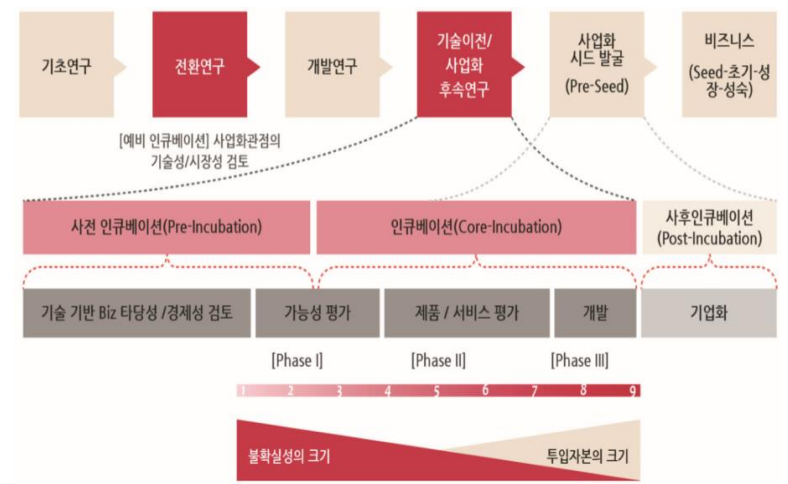 기초연구
전환연구
개발연구
기술이전/
사업화
후속연구
사업화
시드 발굴
(Pre-Seed)
비즈니스
(Seed-초기-성
장-성숙)
[예비 인큐베이션] 사업화관점의
기술성/시장성 검토
사전 인큐베이션(Pre-Incubation)
인큐베이션(Core-Incubation)
사후인큐베이션
(Post-Incubation)
기술 기반 Biz 타당성 /경제성 검토
가능성 평가
제품 / 서비스 평가
개발
기업화
[Phase I]
[Phase II]
[Phase III]
1 2 3 4 5 6 7 8 9
불확실성의 크기
투입자본의 크기